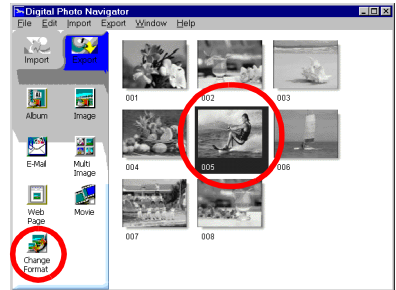 Digital Photo Navigator
File Edit Import Export Window Help
Import Export
001 002 003
Album Image
004 005 006
E-Mail Multi
Image
Web
Page Movie
007 008
Change
Format